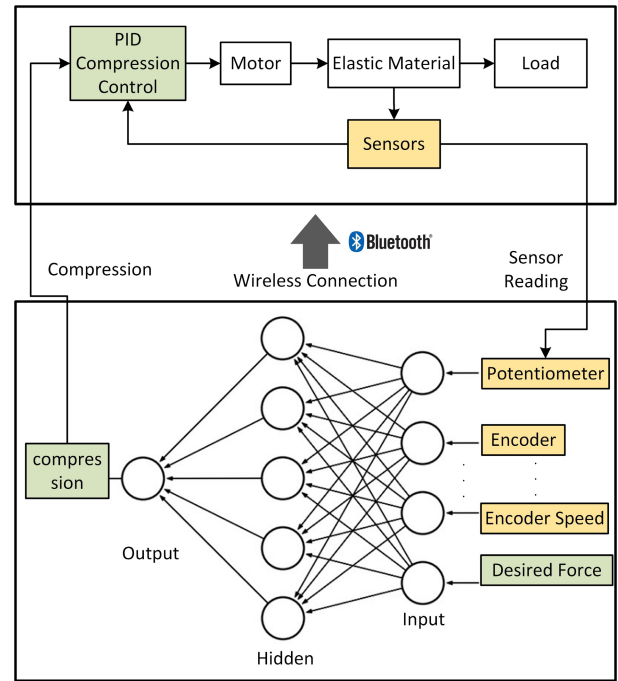 PID
Compression
Control
Motor
Elastic Material
Load
Sensors
Bluetooth®
Compression
Wireless Connection
Sensor
Reading
Potentiometer
Encoder
compres
sion
Encoder Speed
Output
Desired Force
Input
Hidden